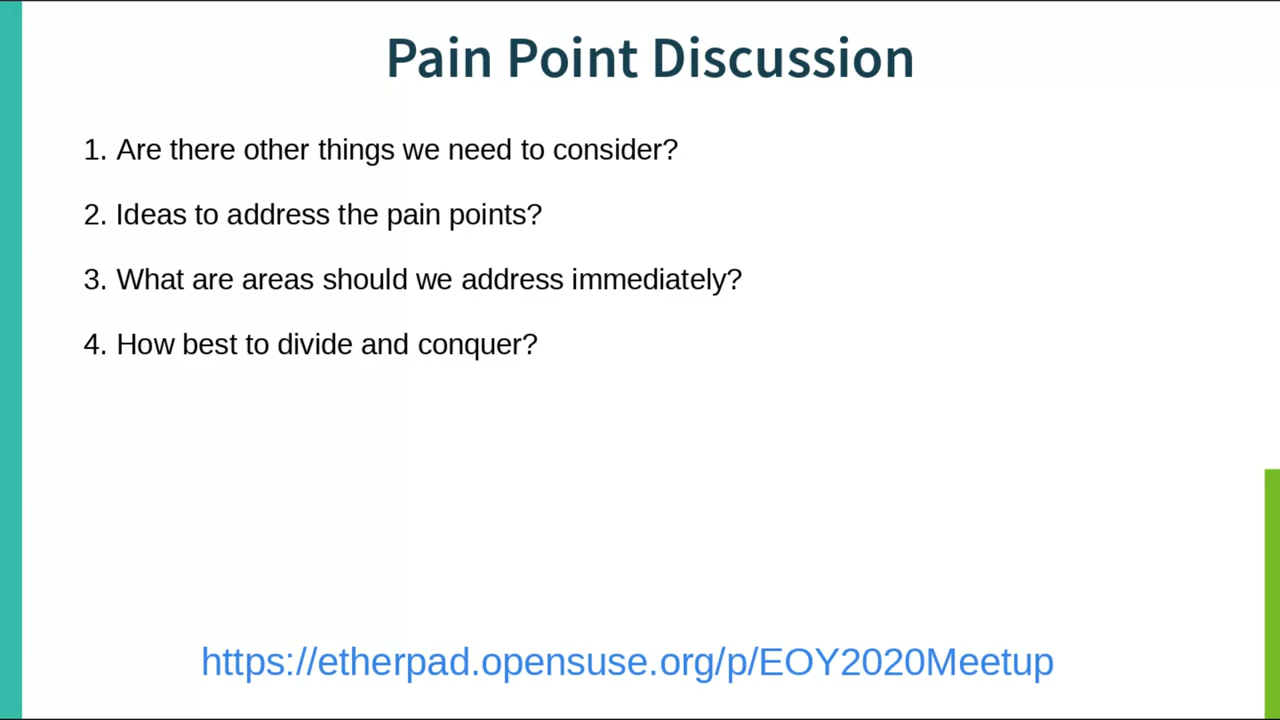 Pain Point Discussion
1. Are there other things we need to consider?
2. Ideas to address the pain points?
3. What are areas should we address immediately?
4. How best to divide and conquer?
https://etherpad.opensuse.org/p/EOY2020Meetup